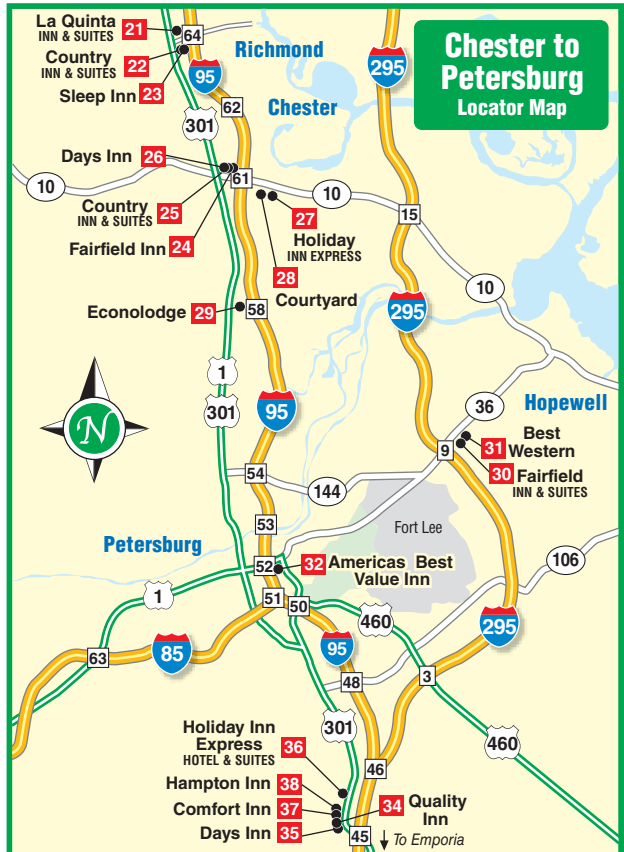 Chester to
Petersburg
Locator Map
La Quinta 21
INN & SUITES
64
Country 22
INN & SUITES
Sleep Inn 23
Richmond
95
295
Chester
62
301
Days Inn 26
61
10
10
Country
INN & SUITES 25
27
15
Fairfield Inn 24
Holiday
INN EXPRESS
28
Courtyard
10
Econolodge 29
58
295
1
301
95
36
Hopewell
N
9
31 Best
Western
30 Fairfield
INN & SUITES
54
144
53
Fort Lee
Petersburg
52
32 Americas Best
Value Inn
106
1
51
50
460
295
63
85
95
48
3
301
460
Holiday Inn
Express 36
HOTEL & SUITES
46
Hampton Inn 38
Comfort Inn 37
34 Quality
Inn
Days Inn 35
45
To Emporia